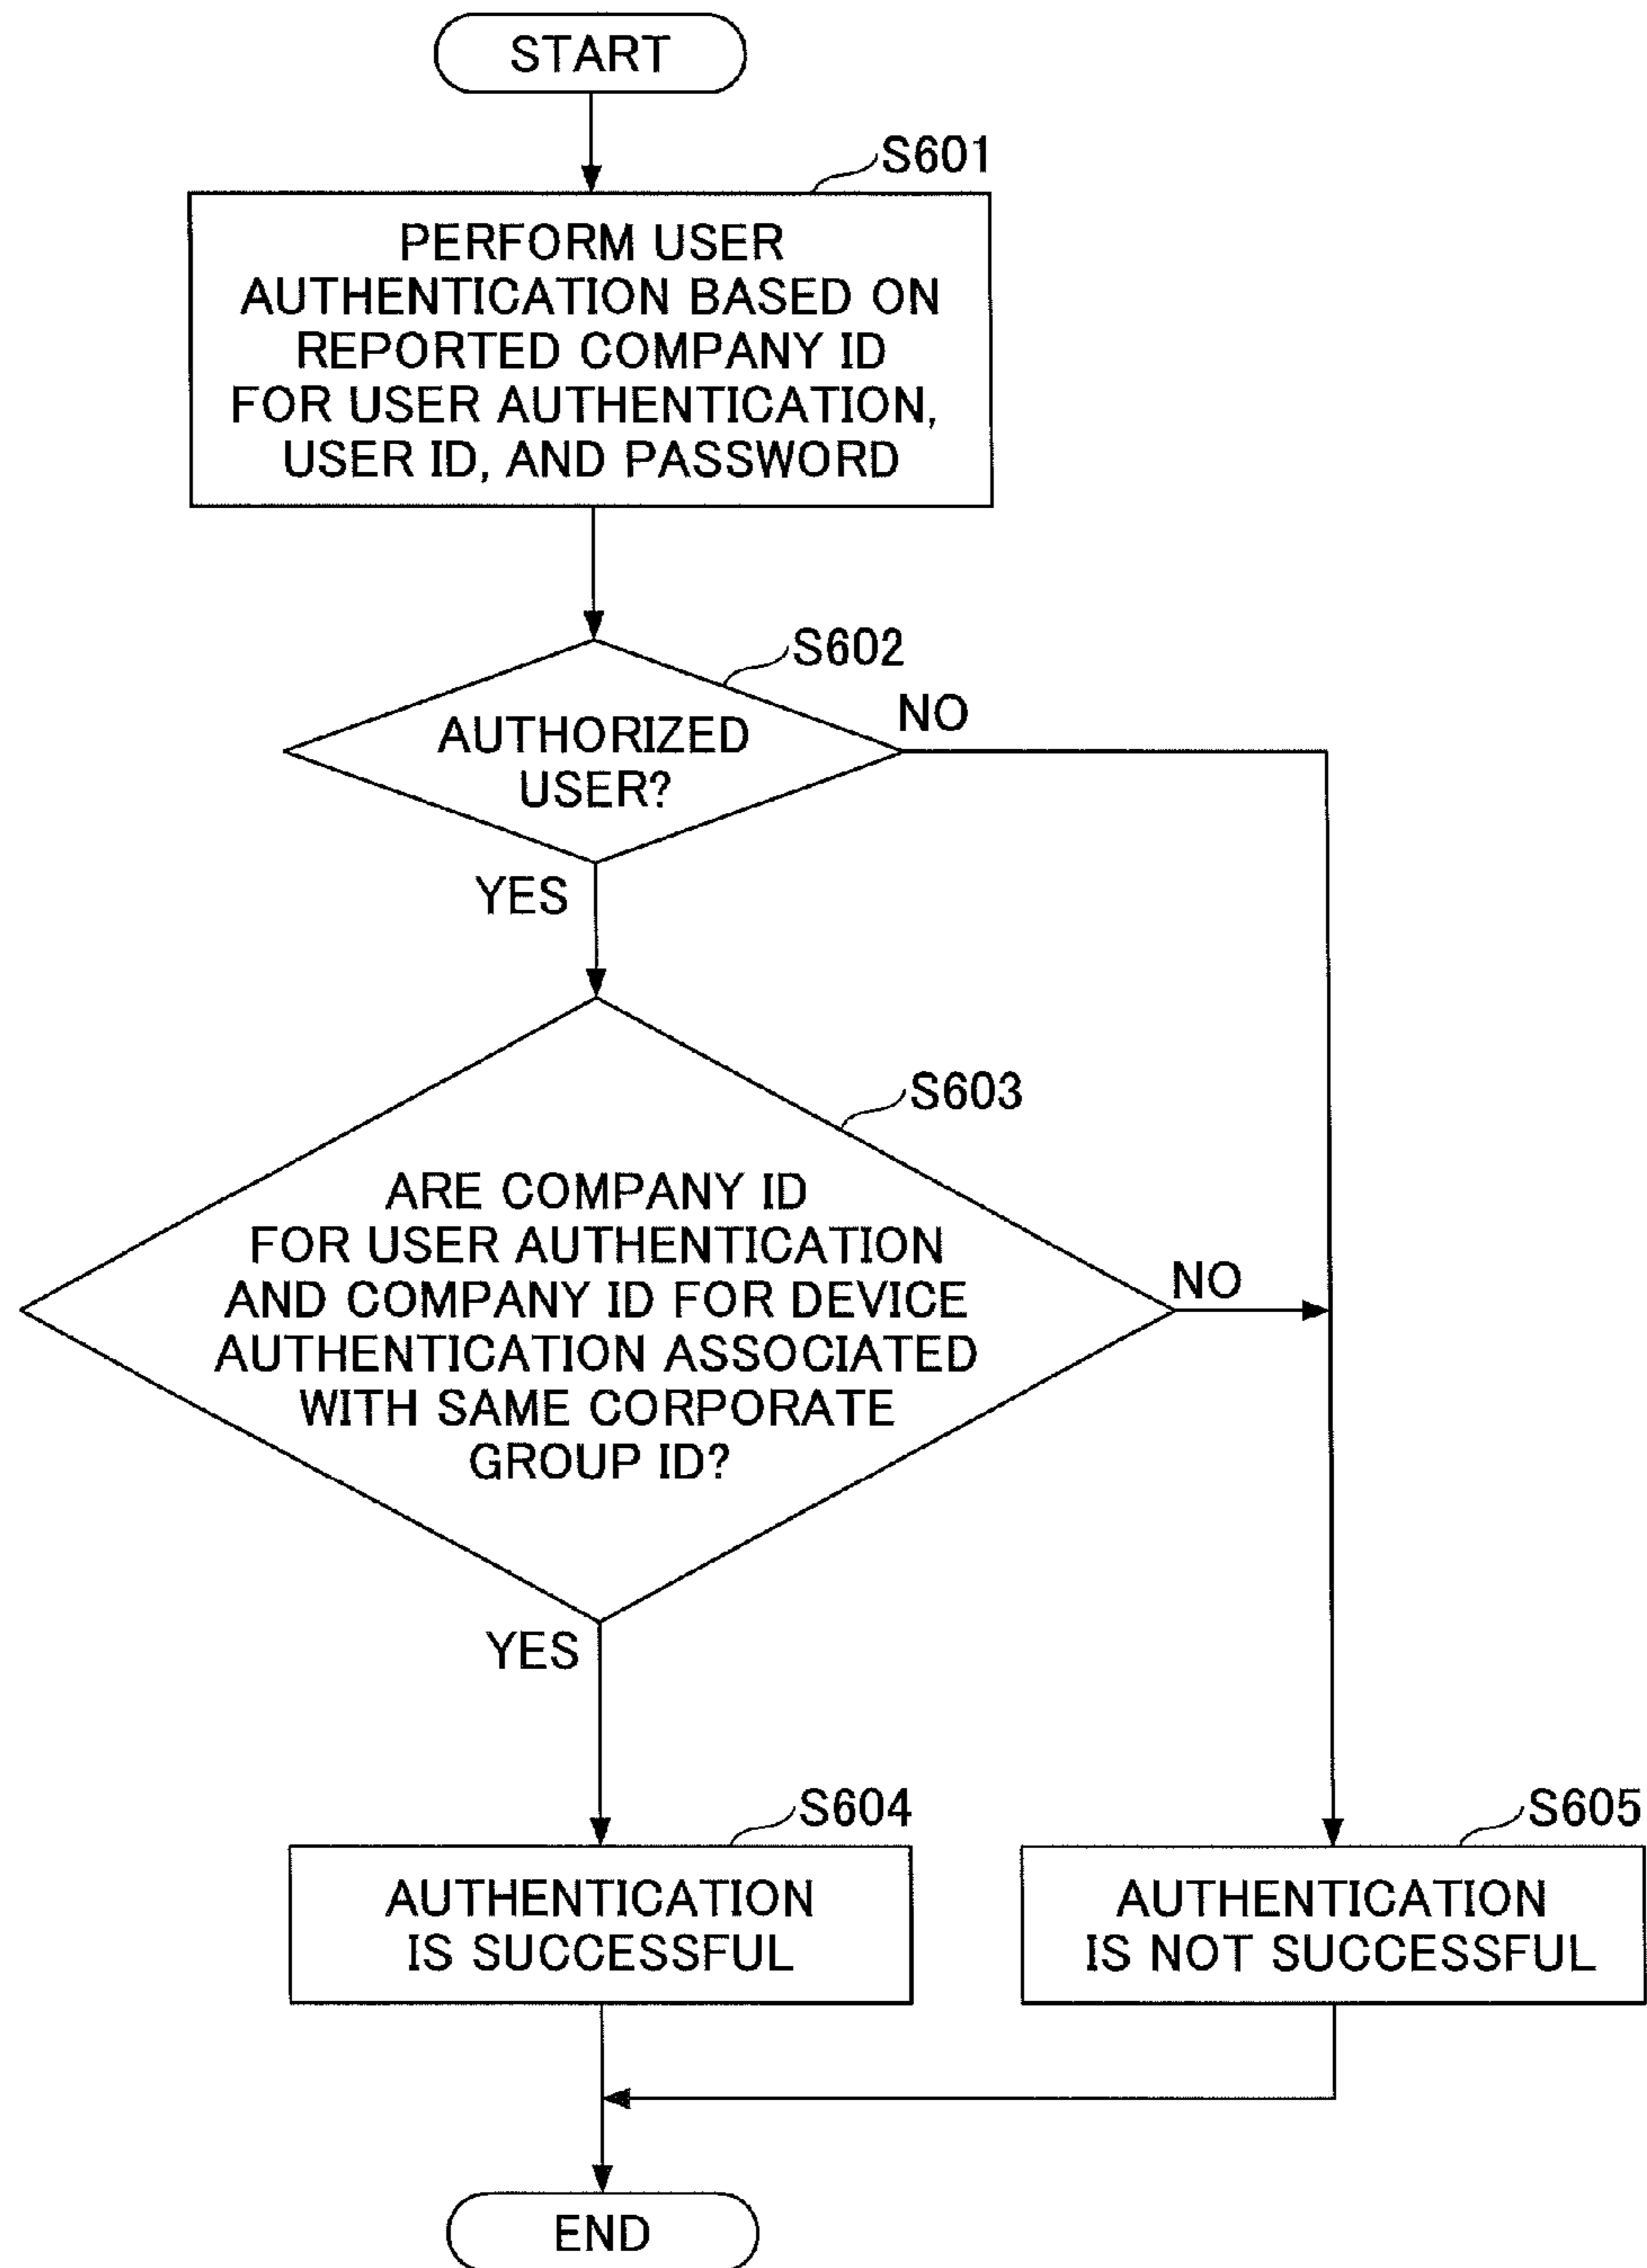 START
S601
PERFORM USER
AUTHENTICATION BASED ON
REPORTED COMPANY ID
FOR USER AUTHENTICATION,
USER ID, AND PASSWORD
S602
AUTHORIZED
USER?
NO
YES
S603
ARE COMPANY ID
FOR USER AUTHENTICATION
AND COMPANY ID FOR DEVICE
AUTHENTICATION ASSOCIATED
WITH SAME CORPORATE
GROUP ID?
NO
YES
S604
AUTHENTICATION
IS SUCCESSFUL
S605
AUTHENTICATION
IS NOT SUCCESSFUL
END